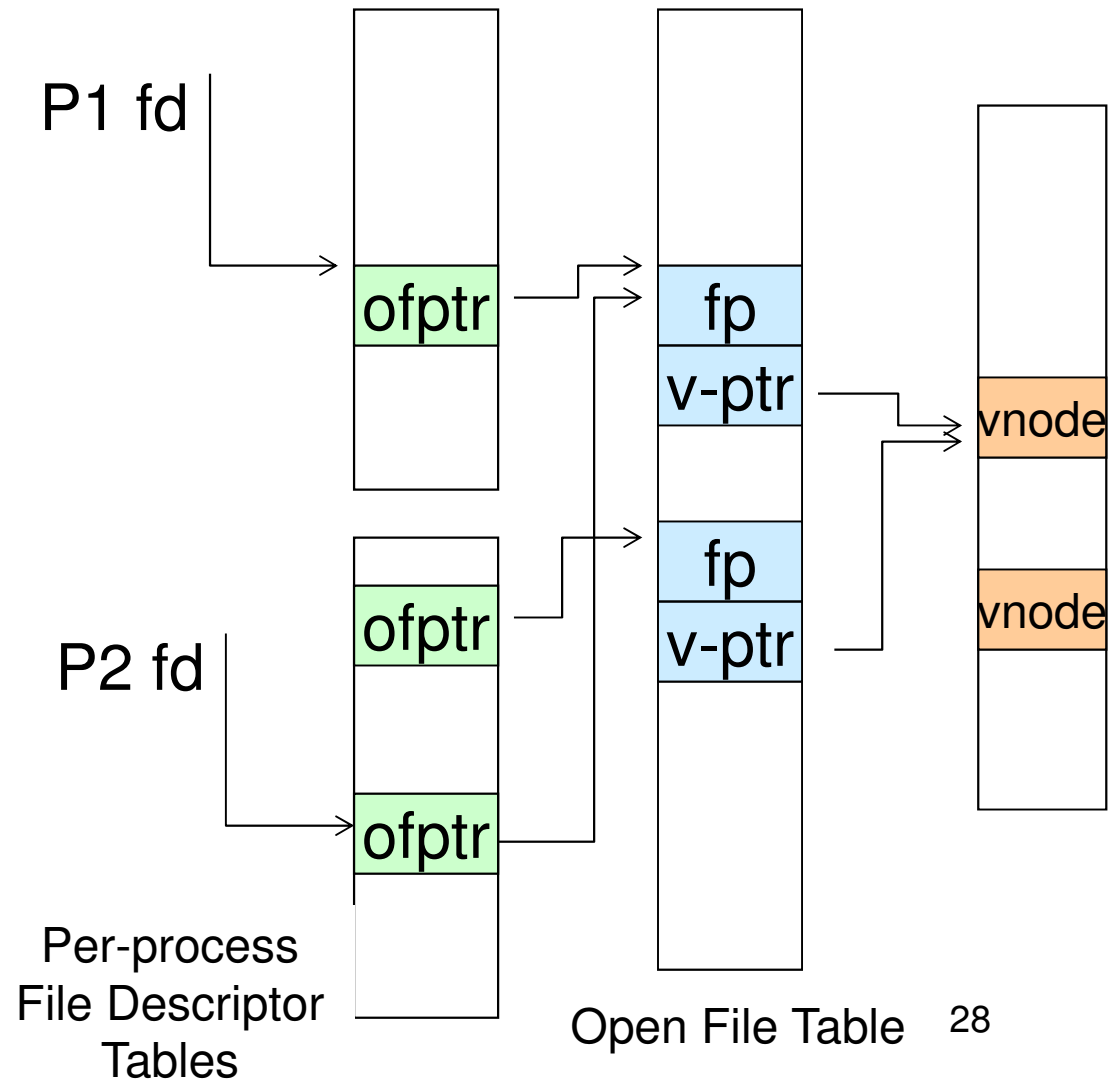 P1 fd
ofptr
fp
v-ptr
vnode
fp
v-ptr
vnode
ofptr
P2 fd
ofptr
Per-process
File Descriptor
Tables
Open File Table
28